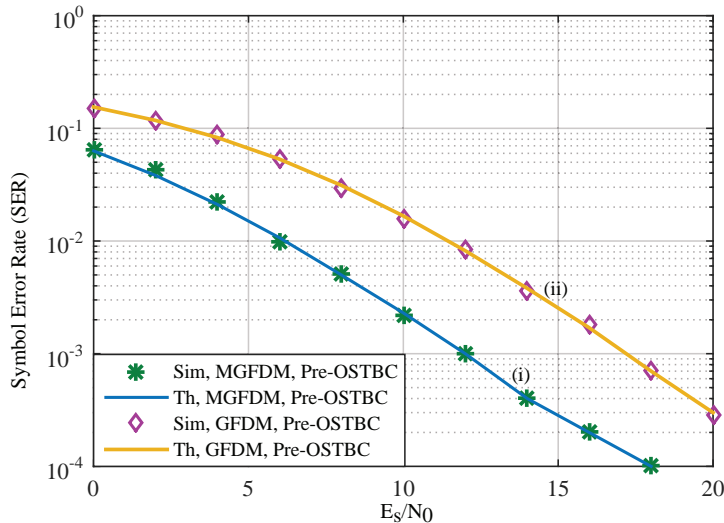 10^0
10^-1
10^-2
10^-3
10^-4
Symbol Error Rate (SER)
(ii)
(i)
Sim, MGFDM, Pre-OSTBC
Th, MGFDM, Pre-OSTBC
Sim, GFDM, Pre-OSTBC
Th, GFDM, Pre-OSTBC
0 5 10 15 20
E_S/N_0